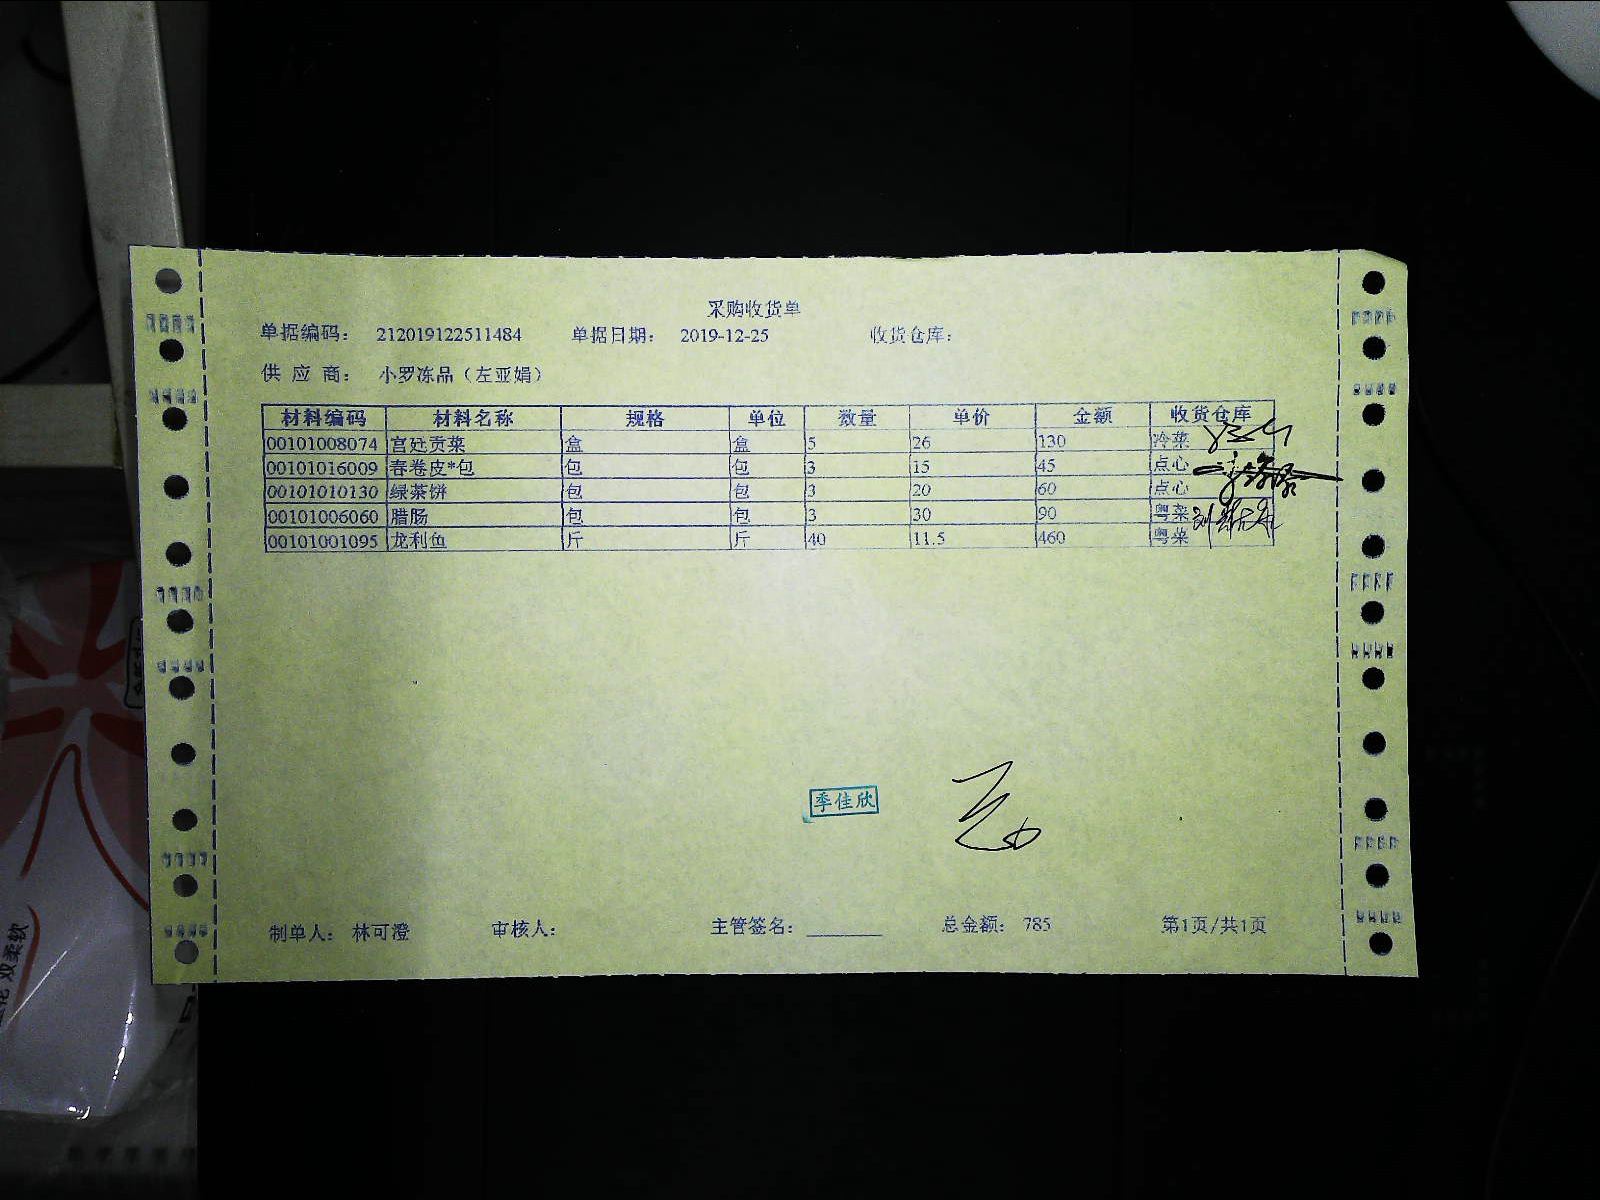 采购收货单
单据编码： 212019122511484 单据日期： 2019-12-25 收货仓库：
供 应 商： 小罗冻品（左亚娟）
材料编码 材料名称 规格 单位 数量 单价 金额 收货仓库
00101008074 宫廷贡菜 盒 盒 5 26 130 冷菜
00101016009 春卷皮*包 包 包 3 15 45 点心
00101010130 绿茶饼 包 包 3 20 60 点心
00101006060 腊肠 包 包 3 30 90 粤菜
00101001095 龙利鱼 斤 斤 40 11.5 460 粤菜
季佳欣
制单人： 林可澄 审核人： 主管签名： 总金额： 785 第1页/共1页
双柔软